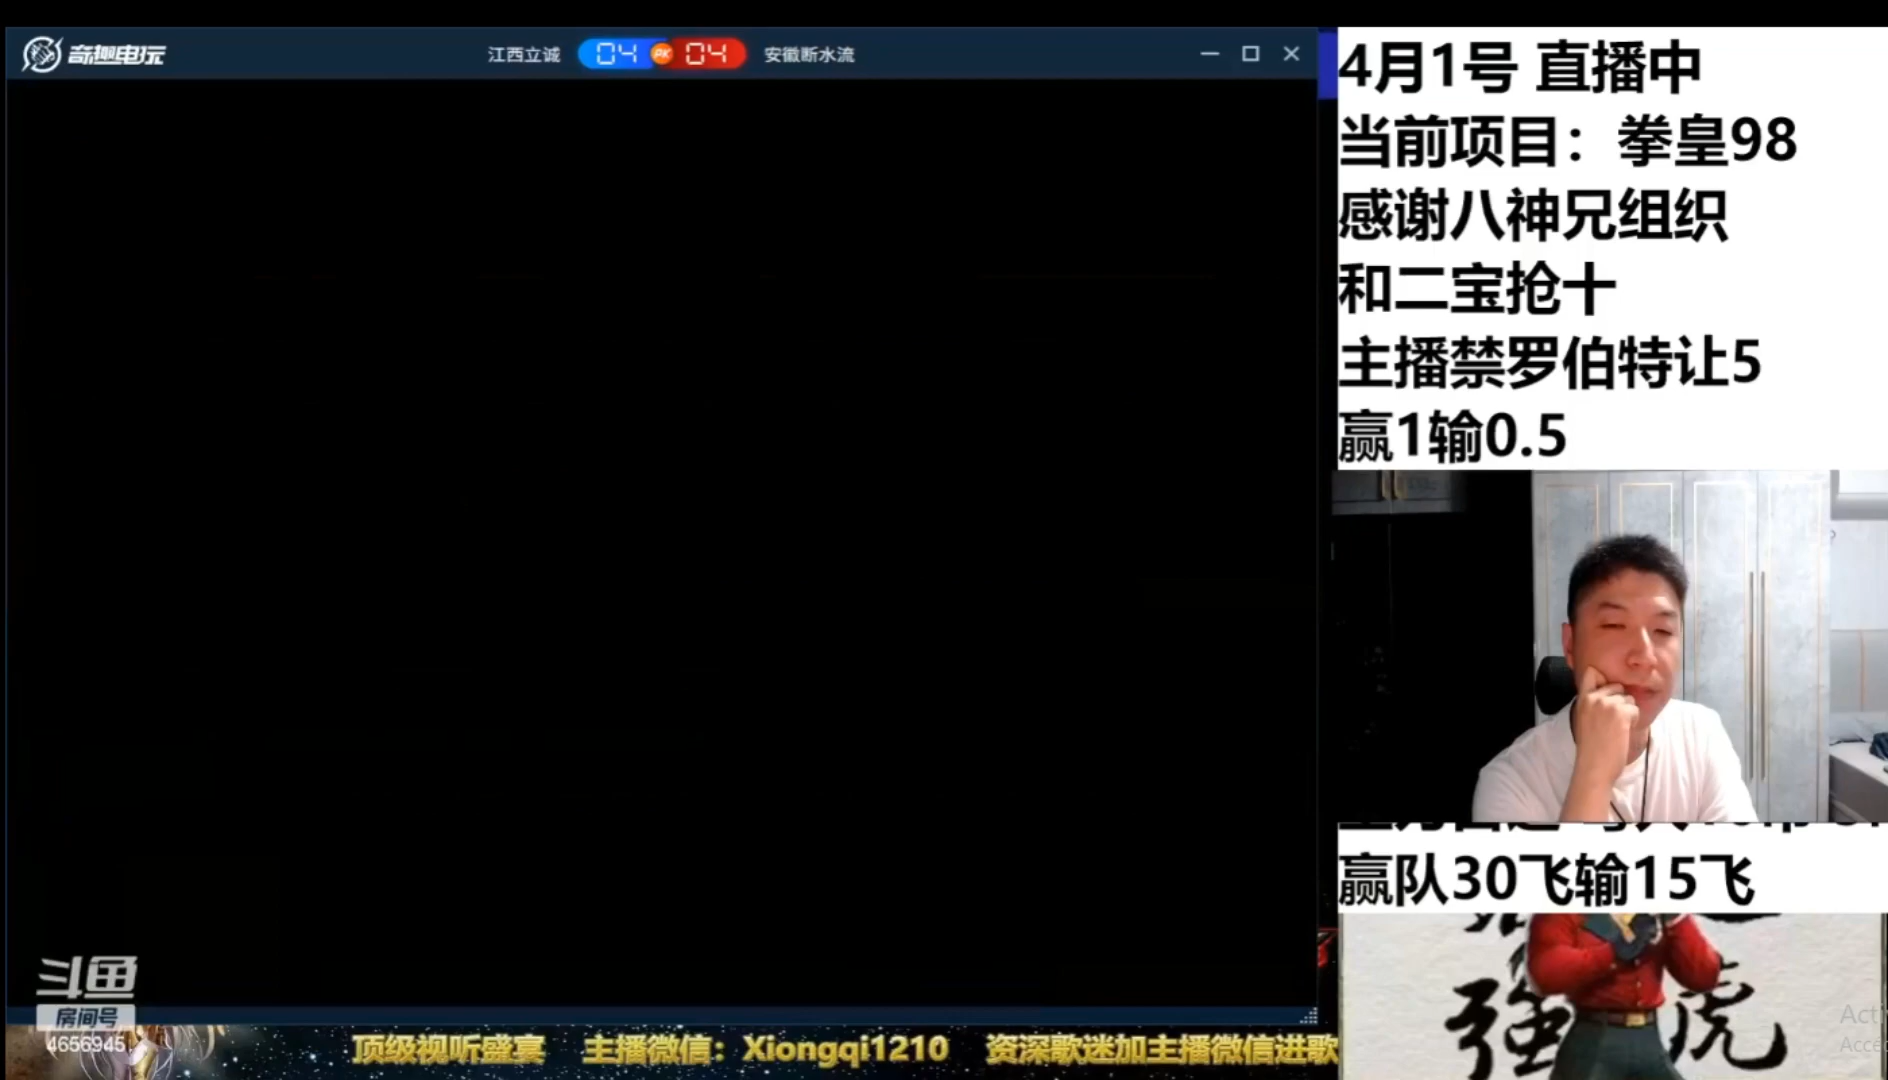 奇趣电玩
江西立诚 04 PK 04 安徽断水流
4月1号 直播中
当前项目：拳皇98
感谢八神兄组织
和二宝抢十
主播禁罗伯特让5
赢1输0.5
赢队30飞输15飞
强 虎
斗鱼
房间号
4656945
顶级视听盛宴 主播微信：Xiongqi1210 资深歌迷加主播微信进歌